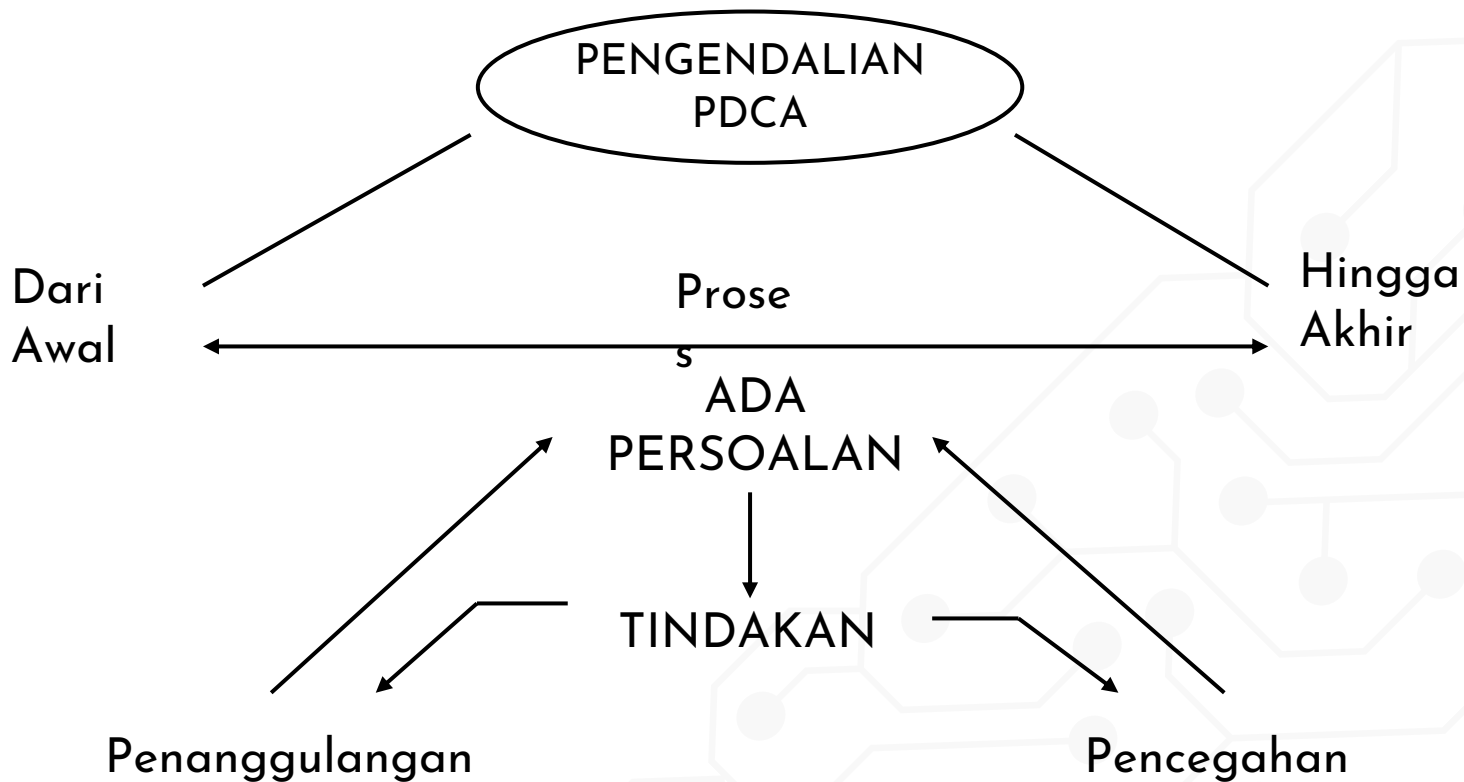 PENGENDALIAN
PDCA
Dari
Awal
Prose
s
Hingga
Akhir
ADA
PERSOALAN
TINDAKAN
Penanggulangan
Pencegahan